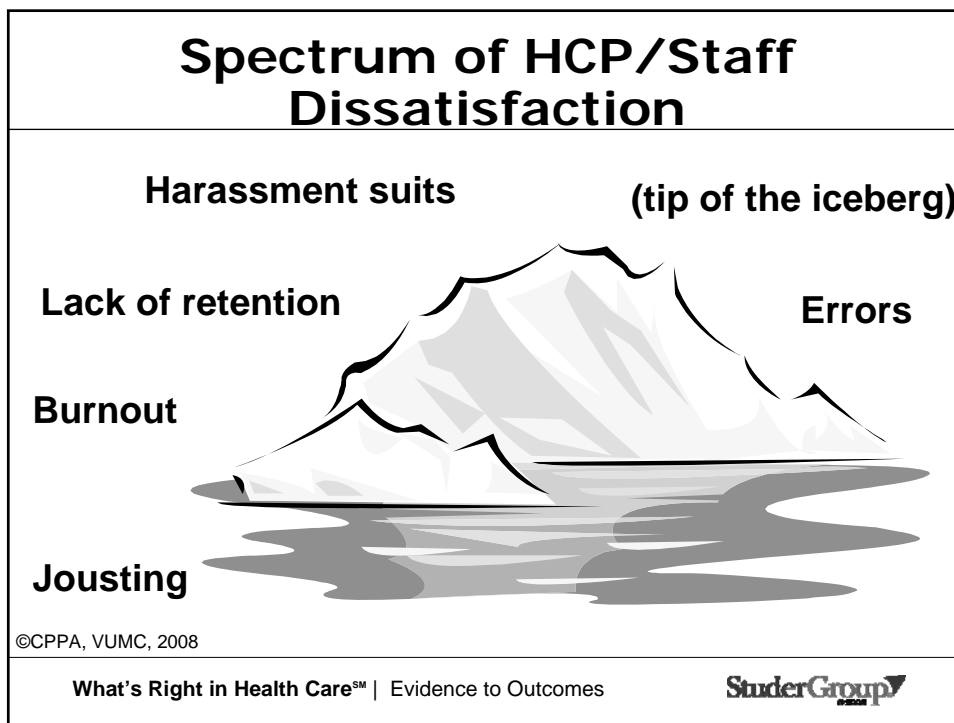 Spectrum of HCP/Staff
Dissatisfaction
Harassment suits
(tip of the iceberg)
Lack of retention
Errors
Burnout
Jousting
©CPPA, VUMC, 2008
What's Right in Health Care℠ | Evidence to Outcomes
StuderGroup